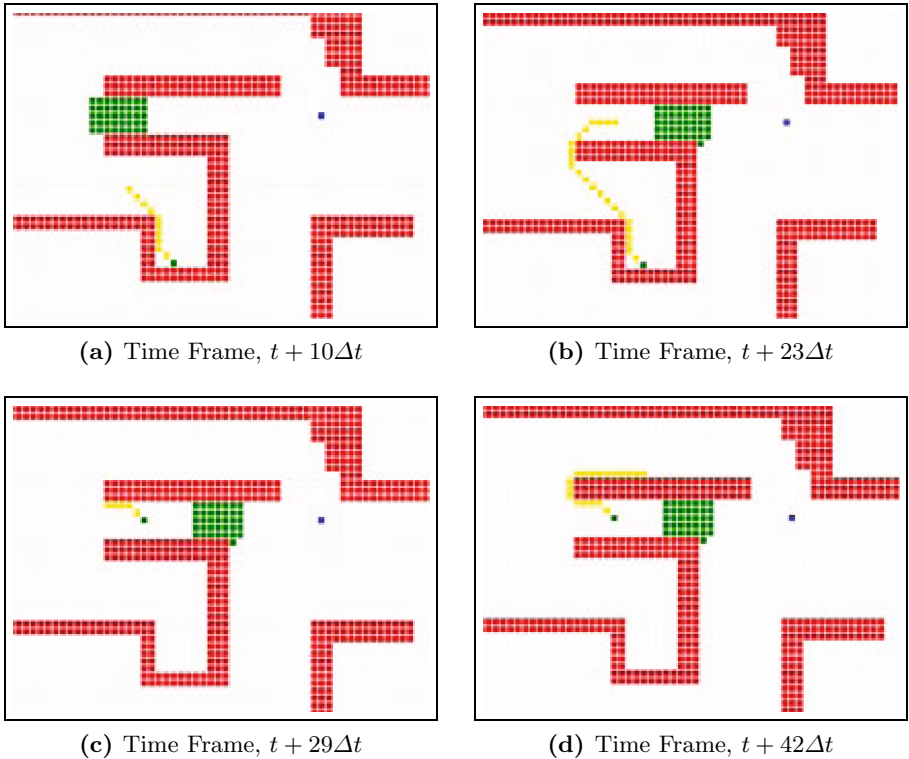 (a) Time Frame, t + 10Δt
(b) Time Frame, t + 23Δt
(c) Time Frame, t + 29Δt
(d) Time Frame, t + 42Δt